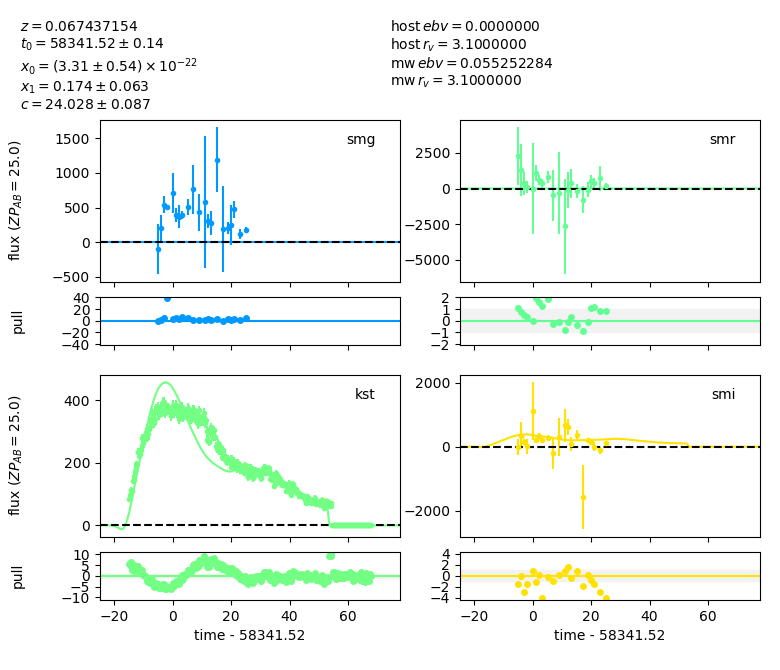 z = 0.067437154
t₀ = 58341.52 ± 0.14
x₀ = (3.31 ± 0.54) × 10⁻²²
x₁ = 0.174 ± 0.063
c = 24.028 ± 0.087
host ebv = 0.0000000
host r_v = 3.1000000
mw ebv = 0.055252284
mw r_v = 3.1000000
flux (ZP_AB = 25.0)
1500
1000
500
0
−500
smg
2500
0
−2500
−5000
smr
pull
40
20
0
−20
−40
2
1
0
−1
−2
flux (ZP_AB = 25.0)
400
200
0
kst
2000
0
−2000
smi
pull
10
5
0
−5
−10
4
2
0
−2
−4
−20 0 20 40 60
−20 0 20 40 60
time - 58341.52
time - 58341.52